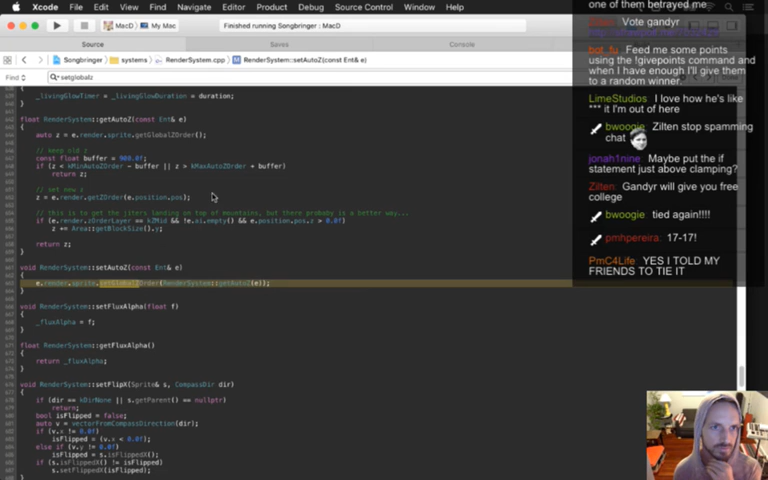 Xcode File Edit View Find Navigate Editor Product Debug Source Control Window Help
MacD My Mac
Finished running Songbringer : MacD
Source Saves Console
Songbringer systems RenderSystem.cpp RenderSystem::setAutoZ(const Ent& e)
Find setglobalz
_livingGlowTimer = _livingGlowDuration = duration;
}
float RenderSystem::getAutoZ(const Ent& e)
{
auto z = e.render.sprite.getGlobalZOrder();
// keep old z
const float buffer = 900.0f;
if (z < kMinAutoZOrder - buffer || z > kMaxAutoZOrder + buffer)
return z;
// set new z
z = e.render.getZOrder(e.position.pos);
// this is to get the jiters landing on top of mountains, but there probably is a better way...
if (e.render.zOrderLayer == kZMid && !e.ai.empty() && e.position.pos.z > 0.0f)
z += Area::getBlockSize().y;
return z;
}
void RenderSystem::setAutoZ(const Ent& e)
{
e.render.sprite.setGlobalZOrder(RenderSystem::getAutoZ(e));
}
void RenderSystem::setFluxAlpha(float f)
{
_fluxAlpha = f;
}
float RenderSystem::getFluxAlpha()
{
return _fluxAlpha;
}
void RenderSystem::setFlipX(Sprite& s, CompassDir dir)
{
if (dir == kDirNone || s.getParent() == nullptr)
return;
bool isFlipped = false;
auto v = vectorFromCompassDirection(dir);
if (v.x != 0.0f)
isFlipped = (v.x < 0.0f);
else if (v.y != 0.0f)
isFlipped = s.isFlippedX();
if (s.isFlippedX() != isFlipped)
s.setFlippedX(isFlipped);
}
one of them betrayed me
Zilten: Vote gandyr
bot_fu Feed me some points
using the !givepoints command and
when I have enough I'll give them
to a random winner.
LimeStudios I love how he's like
*** it I'm out of here
bwoogie: Zilten stop spamming
chat
jonah1nine: Maybe put the if
statement just above clamping?
Zilten: Gandyr will give you free
college
bwoogie: tied again!!!!
pmhpereira: 17-17!
PmC4Life: YES I TOLD MY
FRIENDS TO TIE IT